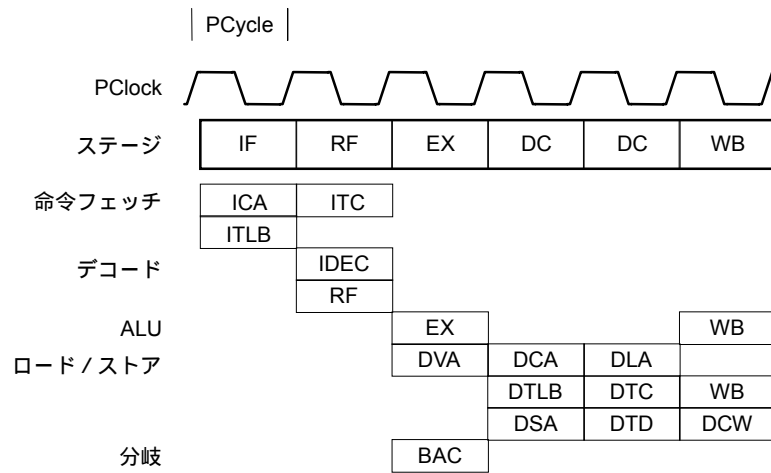 PCycle
PClock
ステージ IF RF EX DC DC WB
命令フェッチ ICA ITC
ITLB
デコード IDEC
RF
ALU EX WB
ロード / ストア DVA DCA DLA
DTLB DTC WB
DSA DTD DCW
分岐 BAC